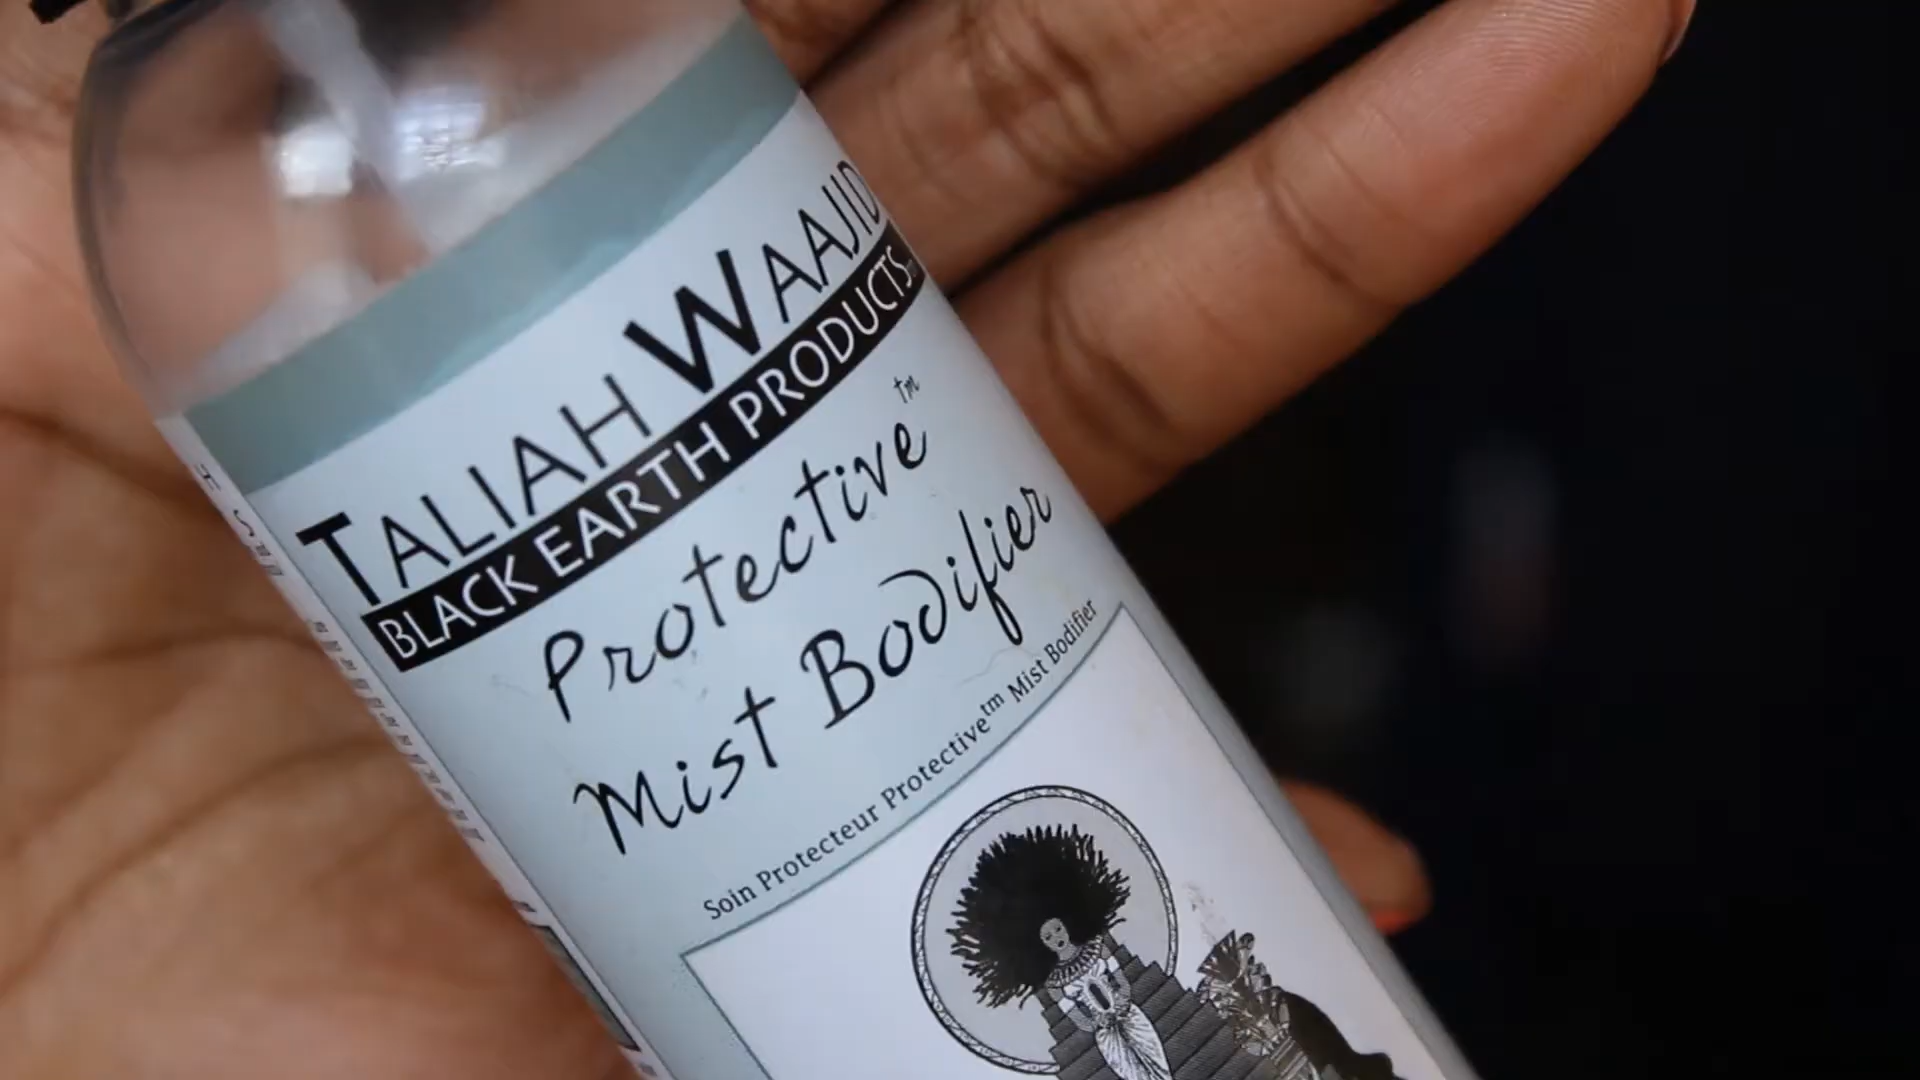 TALIAH WAAJID
BLACK EARTH PRODUCTS
Protective™
Mist Bodifier
Soin Protecteur Protective™ Mist Bodifier